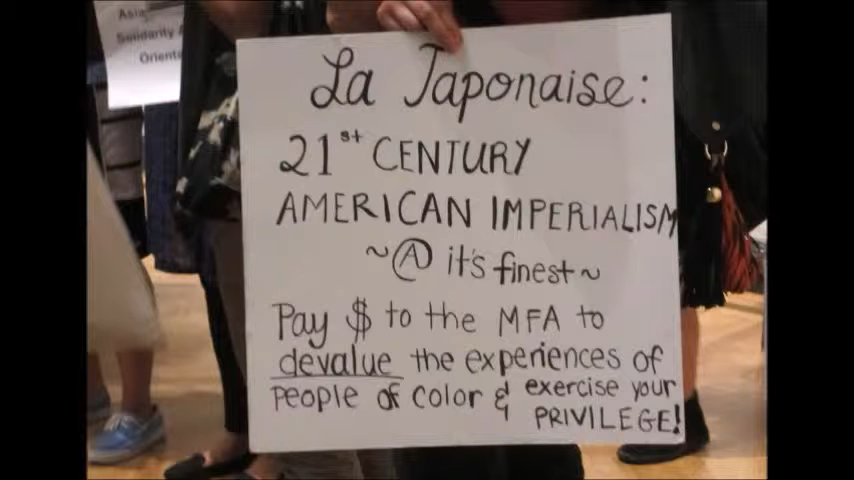 Asia
Solidarity
Orienta
La Japonaise:
21st CENTURY
AMERICAN IMPERIALISM
~@ it's finest~
Pay $ to the MFA to
devalue the experiences of
people of color & exercise your
PRIVILEGE!